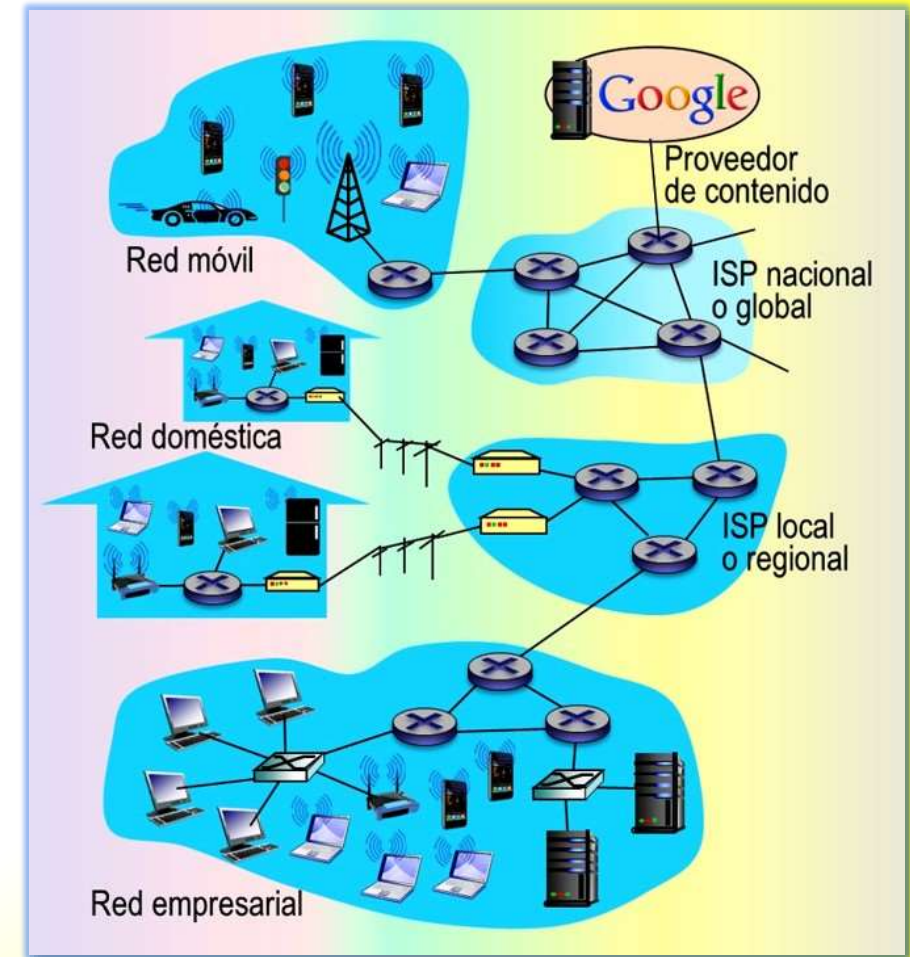 Google
Proveedor
de contenido
Red móvil
ISP nacional
o global
Red doméstica
ISP local
o regional
Red empresarial